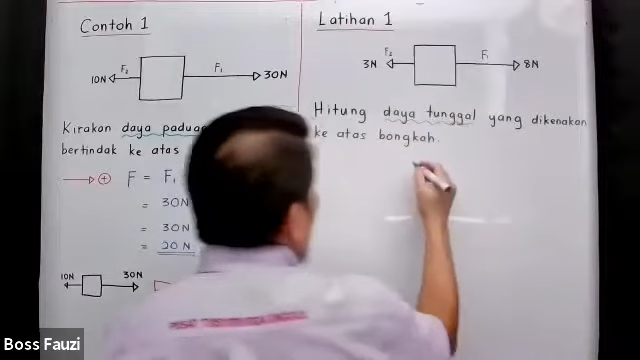 Contoh 1
F₂
F₁
10N
30N
Kirakan daya
bertindak ke atas
⊕ F = F₁
= 30N
= 30N
= 20 N
10N
30N
Latihan 1
F₂
F₁
3N
8N
Hitung daya tunggal yang dikenakan
ke atas bongkah.
Boss Fauzi